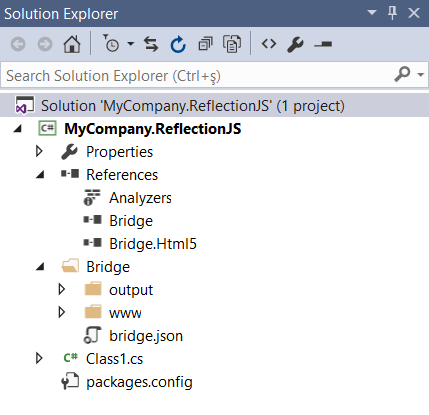 Solution Explorer
Search Solution Explorer (Ctrl+ş)
Solution 'MyCompany.ReflectionJS' (1 project)
C# MyCompany.ReflectionJS
Properties
References
Analyzers
Bridge
Bridge.Html5
Bridge
output
www
bridge.json
C# Class1.cs
packages.config